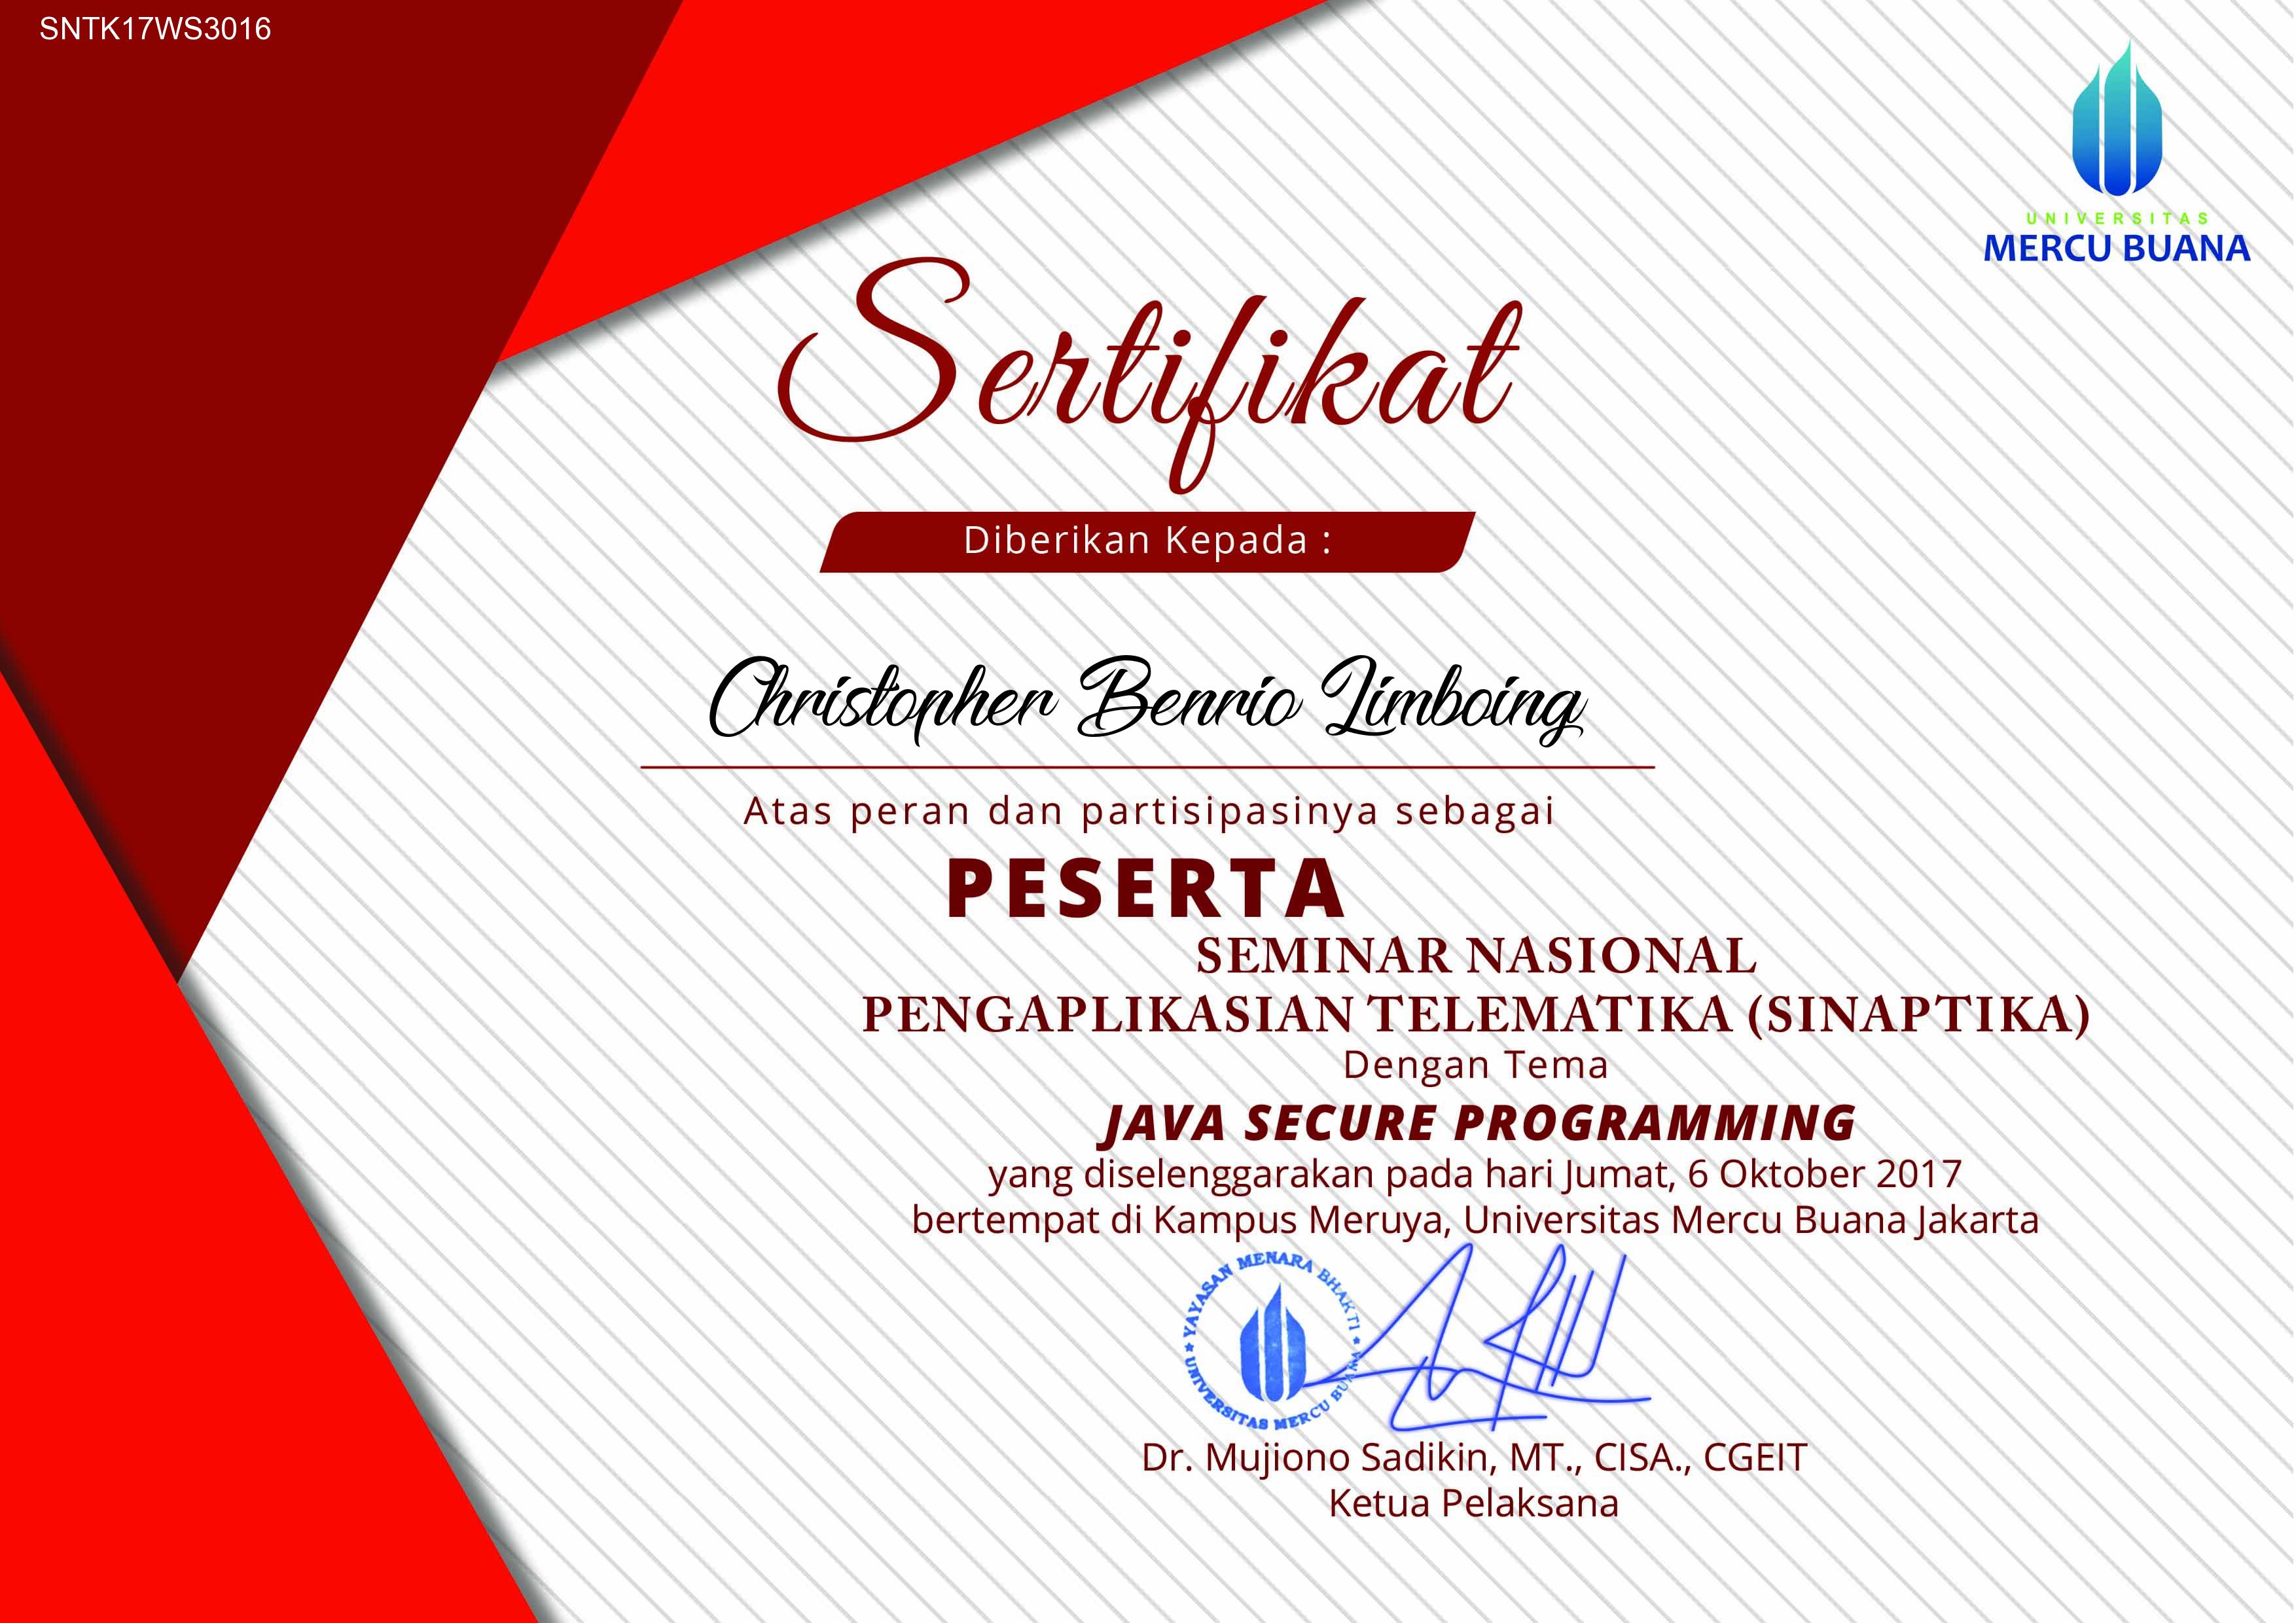 SNTK17WS3016
UNIVERSITAS
MERCU BUANA
Sertifikat
Diberikan Kepada :
Christopher Benrio Limboing
Atas peran dan partisipasinya sebagai
PESERTA
SEMINAR NASIONAL
PENGAPLIKASIAN TELEMATIKA (SINAPTIKA)
Dengan Tema
JAVA SECURE PROGRAMMING
yang diselenggarakan pada hari Jumat, 6 Oktober 2017
bertempat di Kampus Meruya, Universitas Mercu Buana Jakarta
YAYASAN MENARA BHAKTI
UNIVERSITAS MERCU BUANA
Dr. Mujiono Sadikin, MT., CISA., CGEIT
Ketua Pelaksana